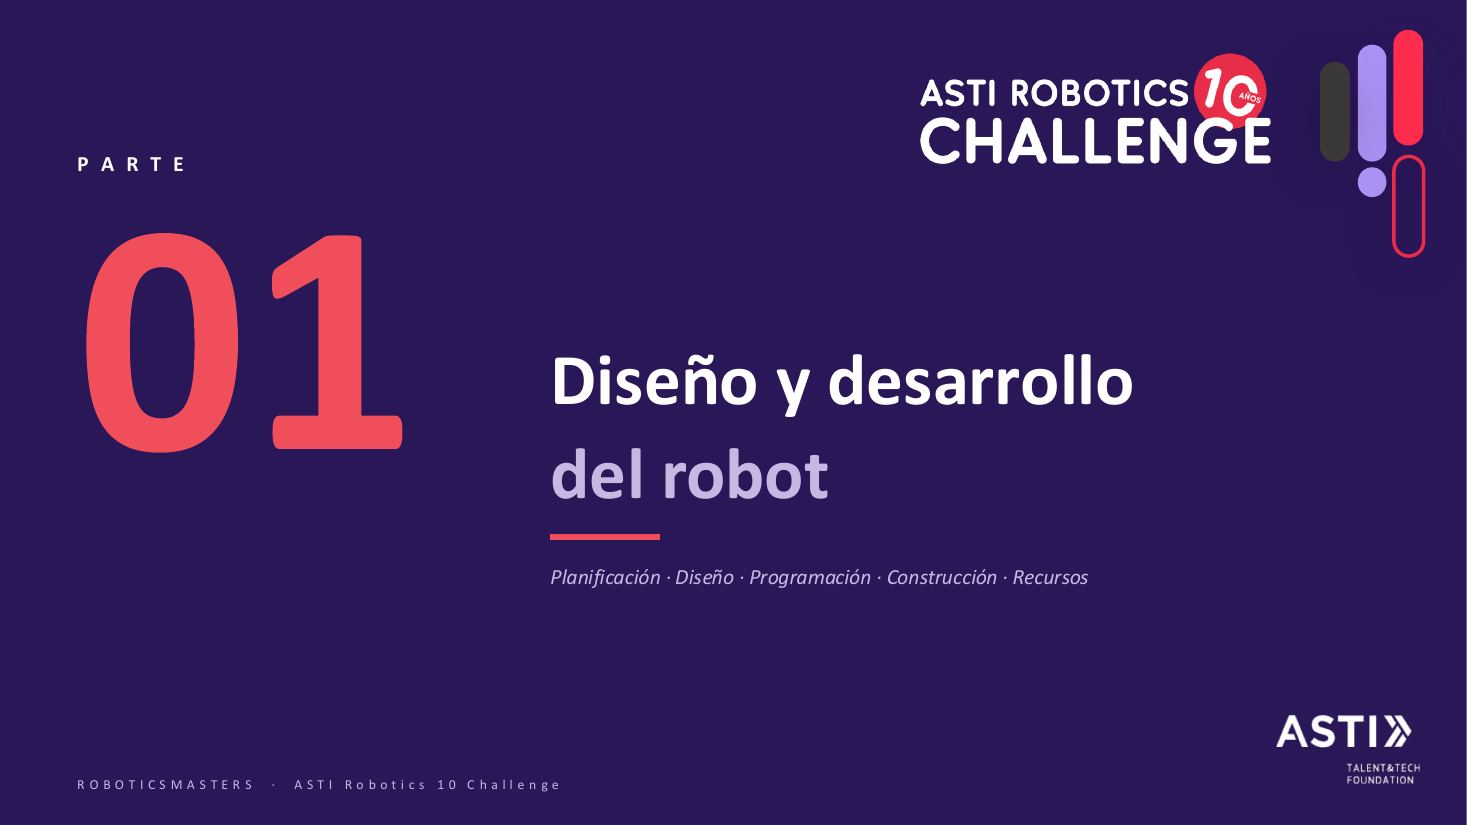 ASTI ROBOTICS 10 AÑOS
CHALLENGE
PARTE
01
Diseño y desarrollo
del robot
Planificación · Diseño · Programación · Construcción · Recursos
ASTI
TALENT&TECH
FOUNDATION
ROBOTICSMASTERS · ASTI Robotics 10 Challenge